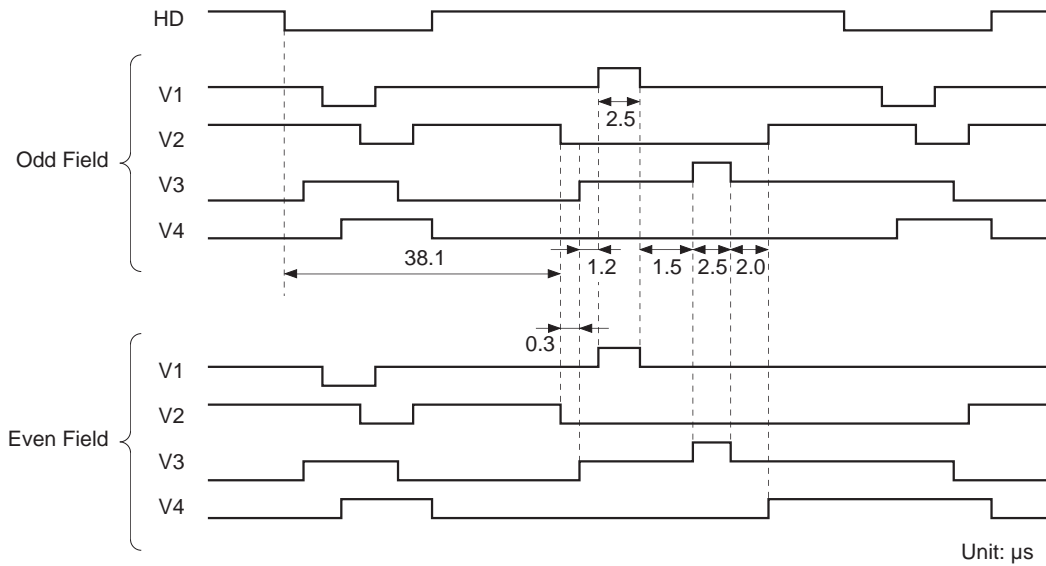 HD
Odd Field
V1
2.5
V2
V3
V4
38.1
1.2
1.5
2.5
2.0
0.3
Even Field
V1
V2
V3
V4
Unit: µs